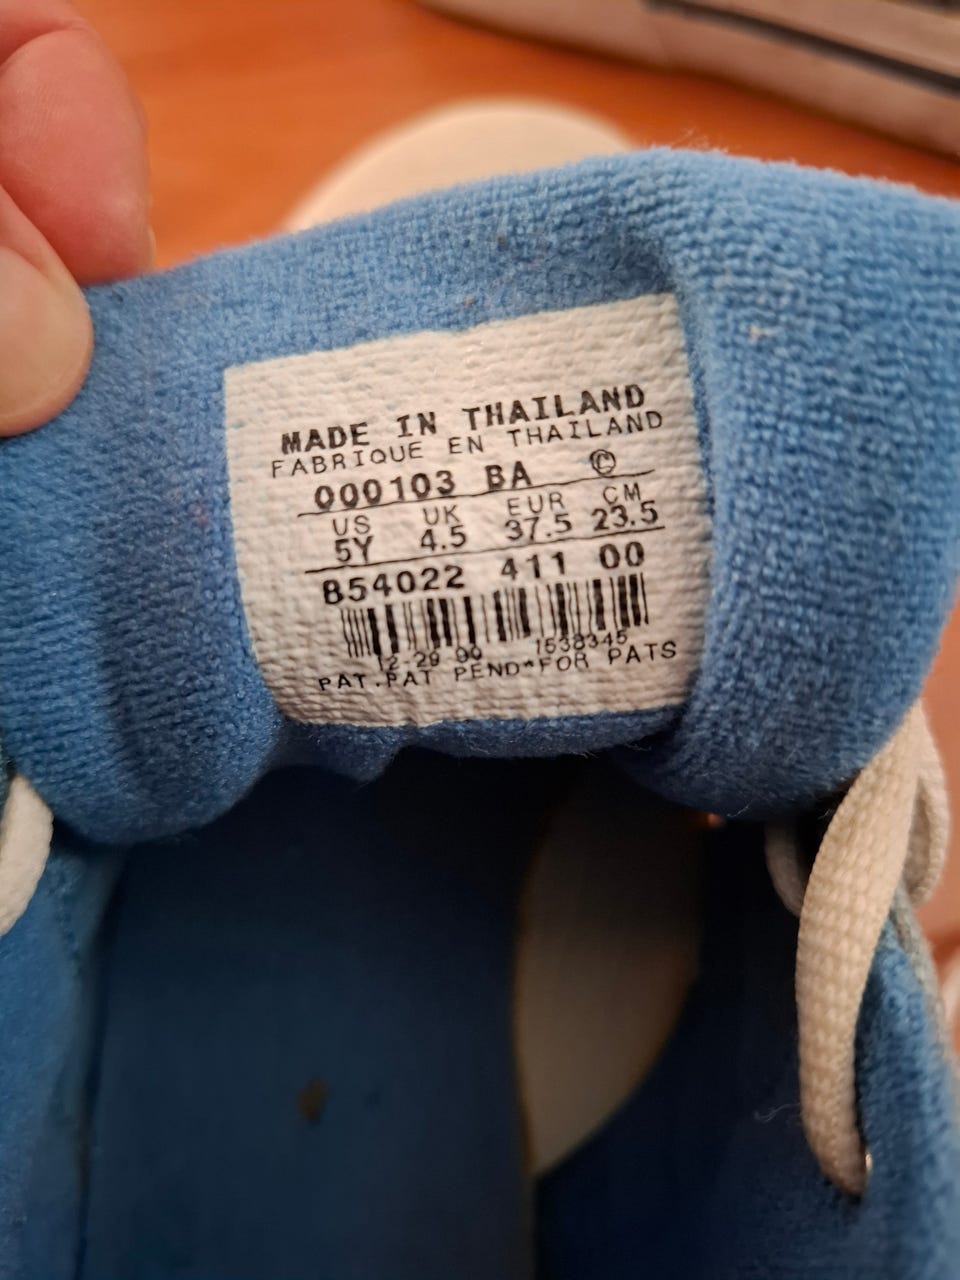 MADE IN THAILAND
FABRIQUE EN THAILAND
000103 BA ©
US UK EUR CM
5Y 4.5 37.5 23.5
854022 411 00
12-29 99 1538345
PAT.PAT PEND*FOR PATS